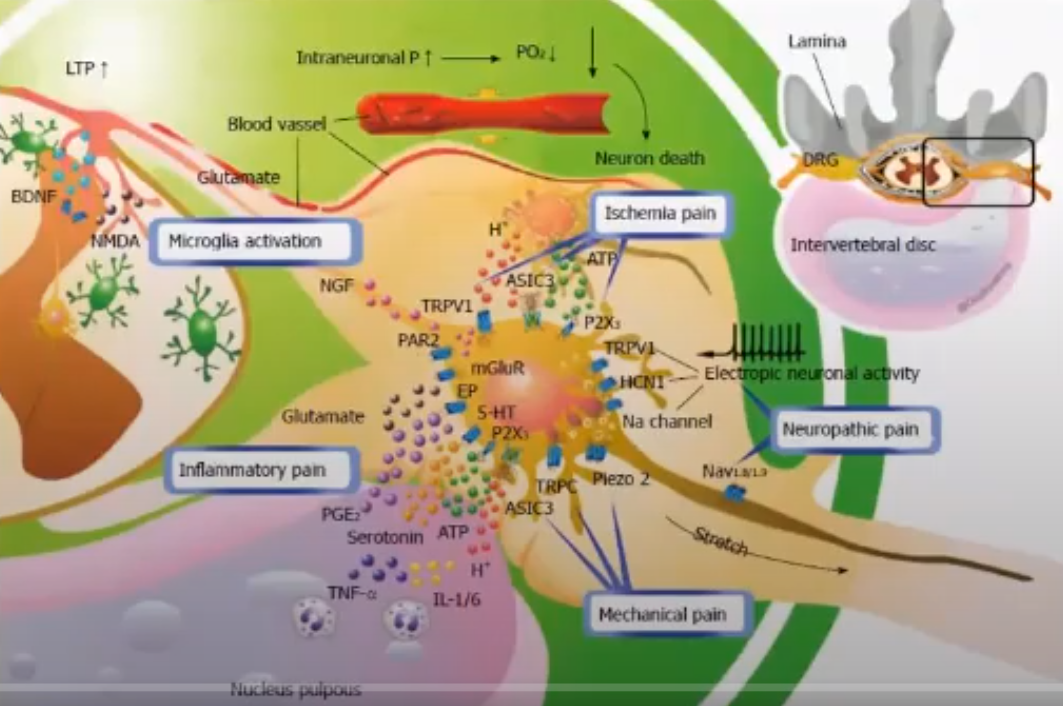 LTP ↑
Intraneuronal P ↑ → PO₂↓
Lamina
Blood vassel
Neuron death
DRG
Glutamate
BDNF
NMDA
Microglia activation
Ischemia pain
Intervertebral disc
H⁺
ATP
ASIC3
NGF
TRPV1
P2X₃
PAR2
TRPV1
mGluR
HCN1
Electropic neuronal activity
EP
5-HT
Na channel
Glutamate
P2X₃
Neuropathic pain
Inflammatory pain
Nav1.8/1.9
TRPC
Piezo 2
ASIC3
PGE₂
Serotonin
ATP
Stretch
H⁺
TNF-α
IL-1/6
Mechanical pain
Nucleus pulpous